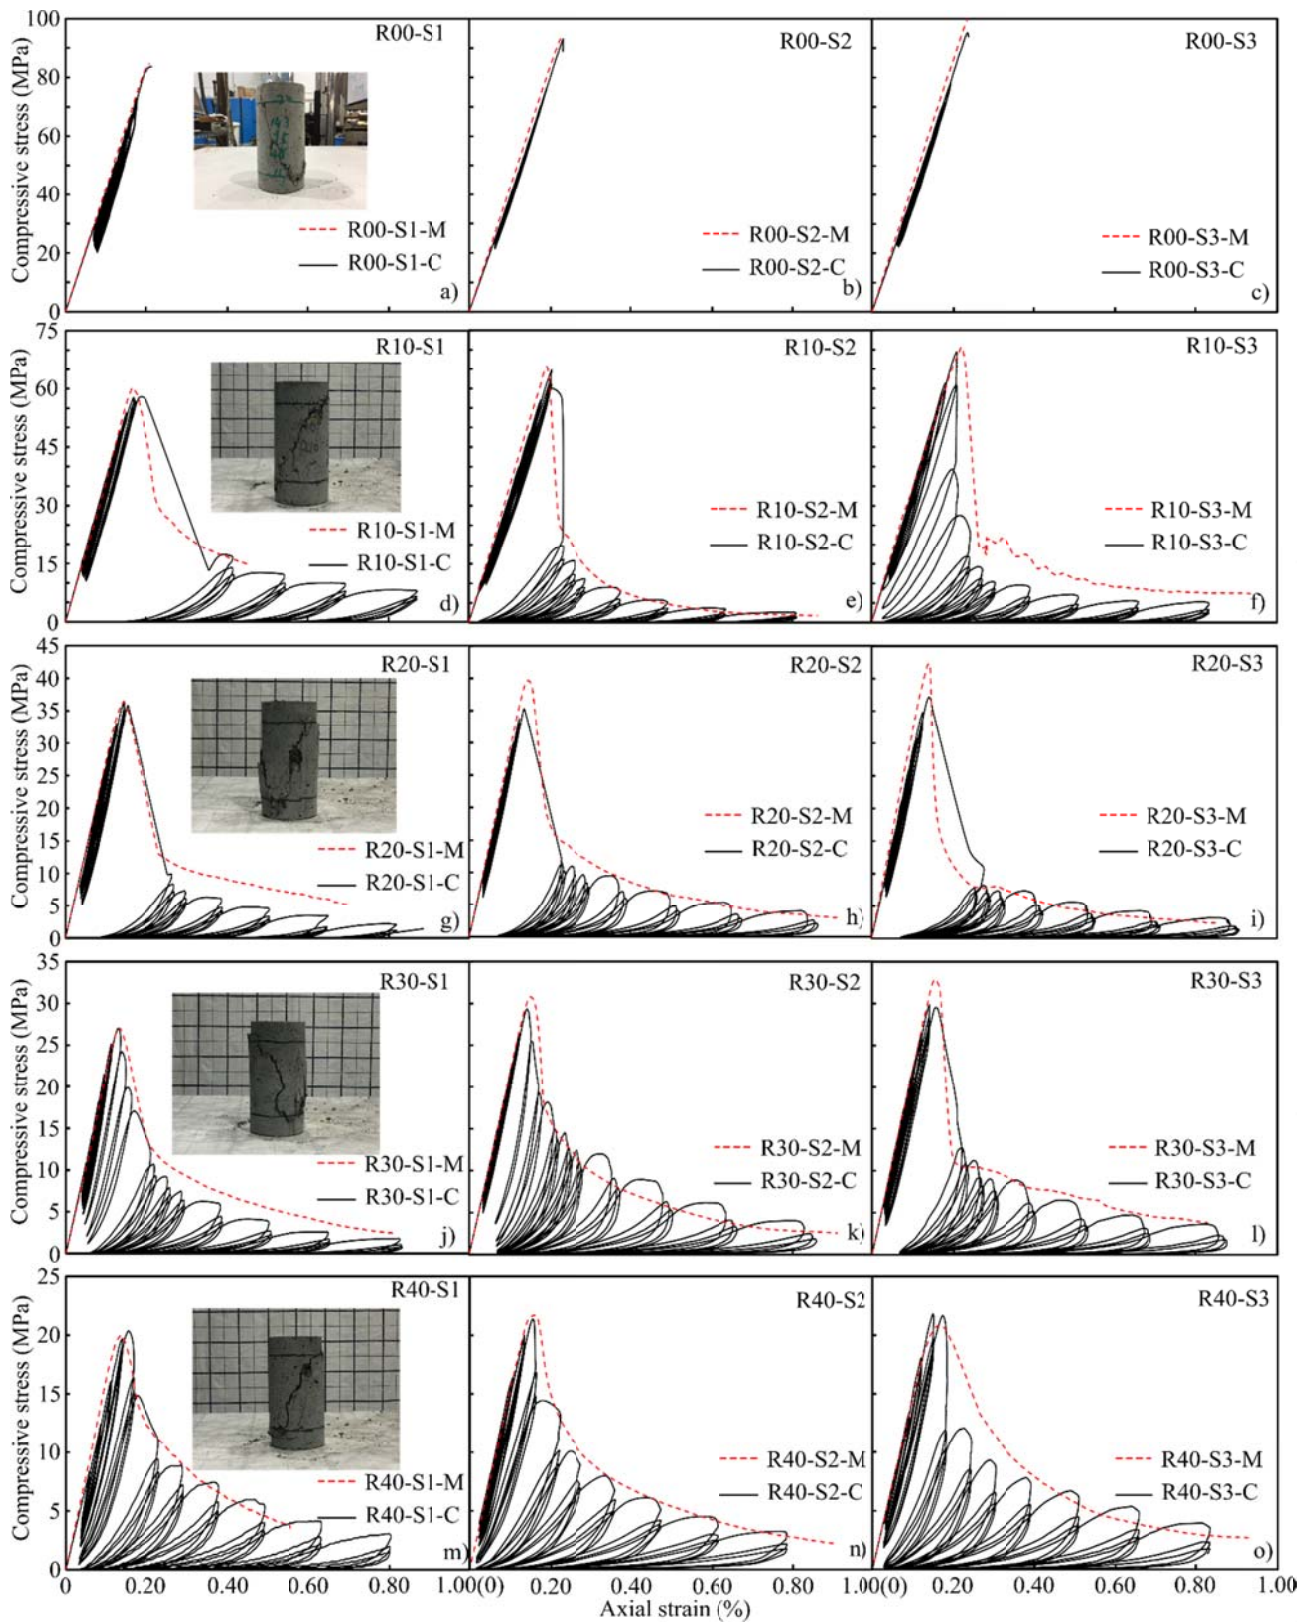 Compressive stress (MPa)
100
80
60
40
20
0
R00-S1
R00-S1-M
R00-S1-C
a)
R00-S2
R00-S2-M
R00-S2-C
b)
R00-S3
R00-S3-M
R00-S3-C
c)
Compressive stress (MPa)
75
60
45
30
15
0
R10-S1
R10-S1-M
R10-S1-C
d)
R10-S2
R10-S2-M
R10-S2-C
e)
R10-S3
R10-S3-M
R10-S3-C
f)
Compressive stress (MPa)
45
40
35
30
25
20
15
10
5
0
R20-S1
R20-S1-M
R20-S1-C
g)
R20-S2
R20-S2-M
R20-S2-C
h)
R20-S3
R20-S3-M
R20-S3-C
i)
Compressive stress (MPa)
35
30
25
20
15
10
5
0
R30-S1
R30-S1-M
R30-S1-C
j)
R30-S2
R30-S2-M
R30-S2-C
k)
R30-S3
R30-S3-M
R30-S3-C
l)
Compressive stress (MPa)
25
20
15
10
5
0
R40-S1
R40-S1-M
R40-S1-C
m)
R40-S2
R40-S2-M
R40-S2-C
n)
R40-S3
R40-S3-M
R40-S3-C
o)
0 0.20 0.40 0.60 0.80 1.00(0) 0.20 0.40 0.60 0.80 1.00(0) 0.20 0.40 0.60 0.80 1.00
Axial strain (%)